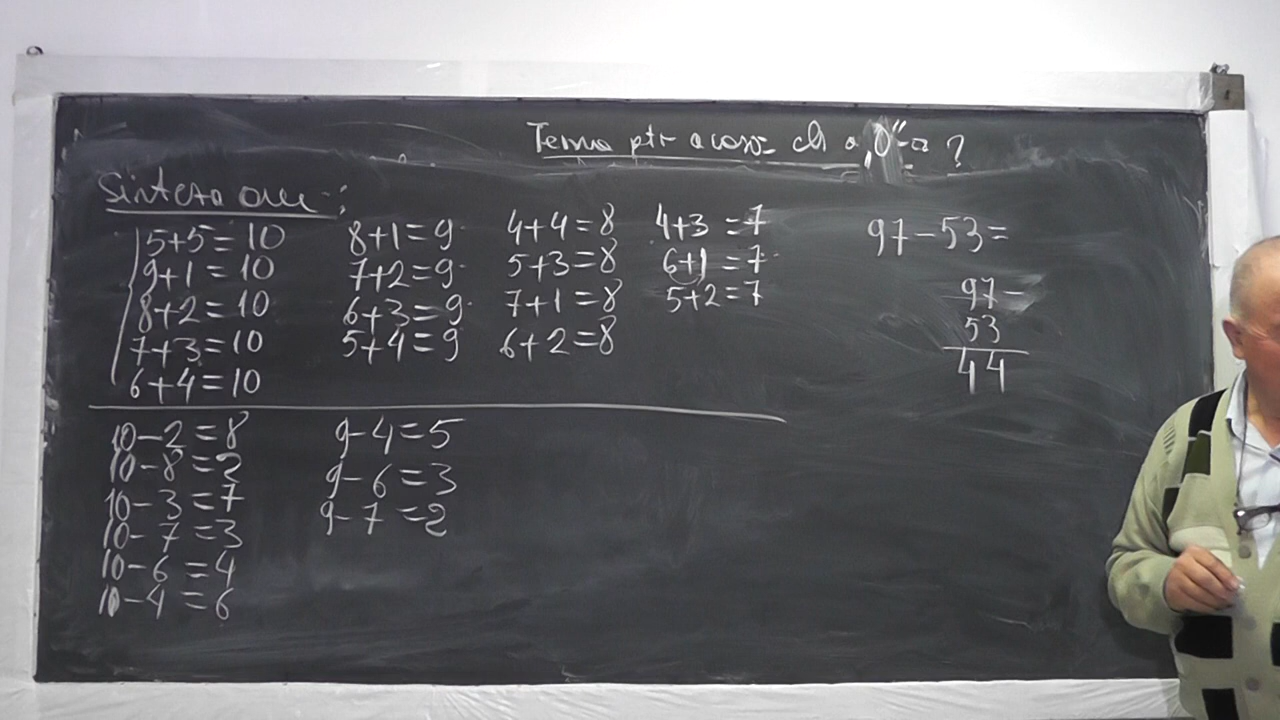 Tema ptr acasă
97-53=
5+5=10 8+1=9 4+4=8 4+3=7
9+1=10 7+2=9 5+3=8 6+1=7
8+2=10 6+3=9 7+1=8 5+2=7
7+3=10 5+4=9 6+2=8
6+4=10
97-
53
44
10-2=8 9-4=5
10-8=2 9-6=3
10-3=7 9-7=2
10-7=3
10-6=4
10-4=6